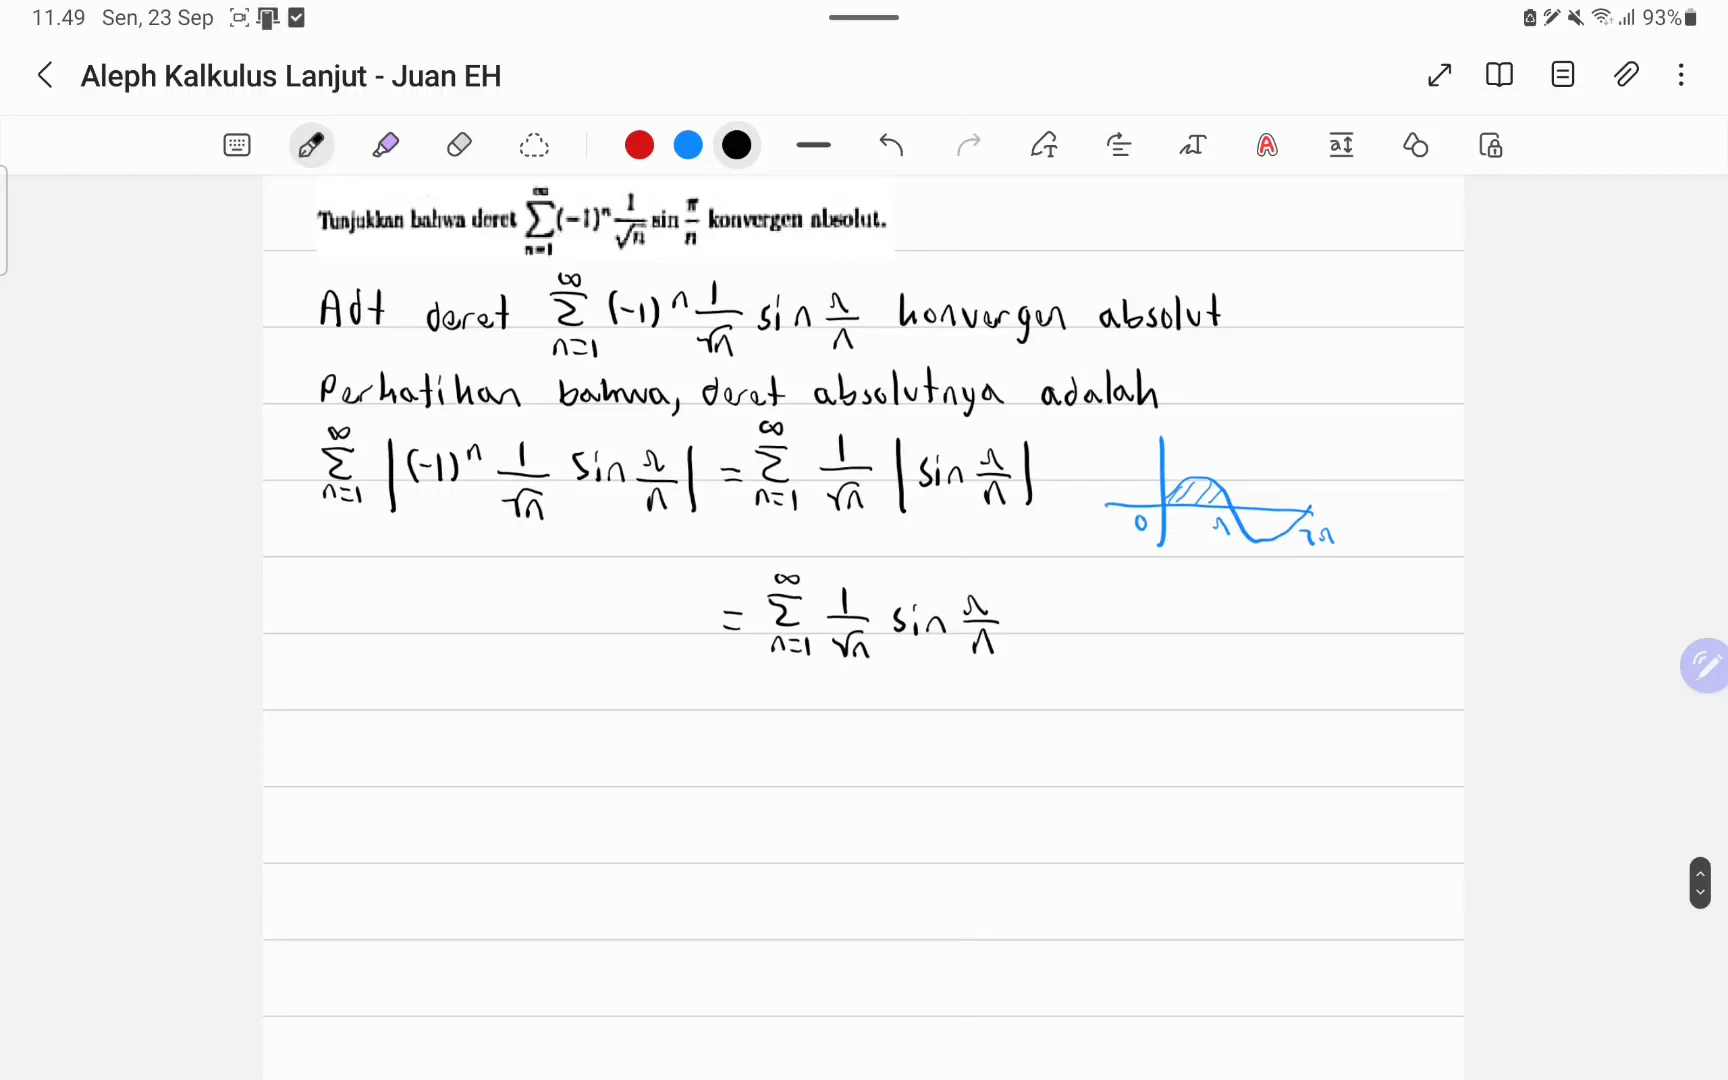 11.49 Sen, 23 Sep 93%
Aleph Kalkulus Lanjut - Juan EH
Tunjukkan bahwa deret ∑_{n=1}^{∞} (−1)^n 1/√n sin π/n konvergen absolut.
Adt deret ∑_{n=1}^{∞} (-1)^n 1/√n sin π/n konvergen absolut
Perhatikan bahwa, deret absolutnya adalah
∑_{n=1}^{∞} |(-1)^n 1/√n sin π/n| = ∑_{n=1}^{∞} 1/√n |sin π/n|
0 π 2π
= ∑_{n=1}^{∞} 1/√n sin π/n